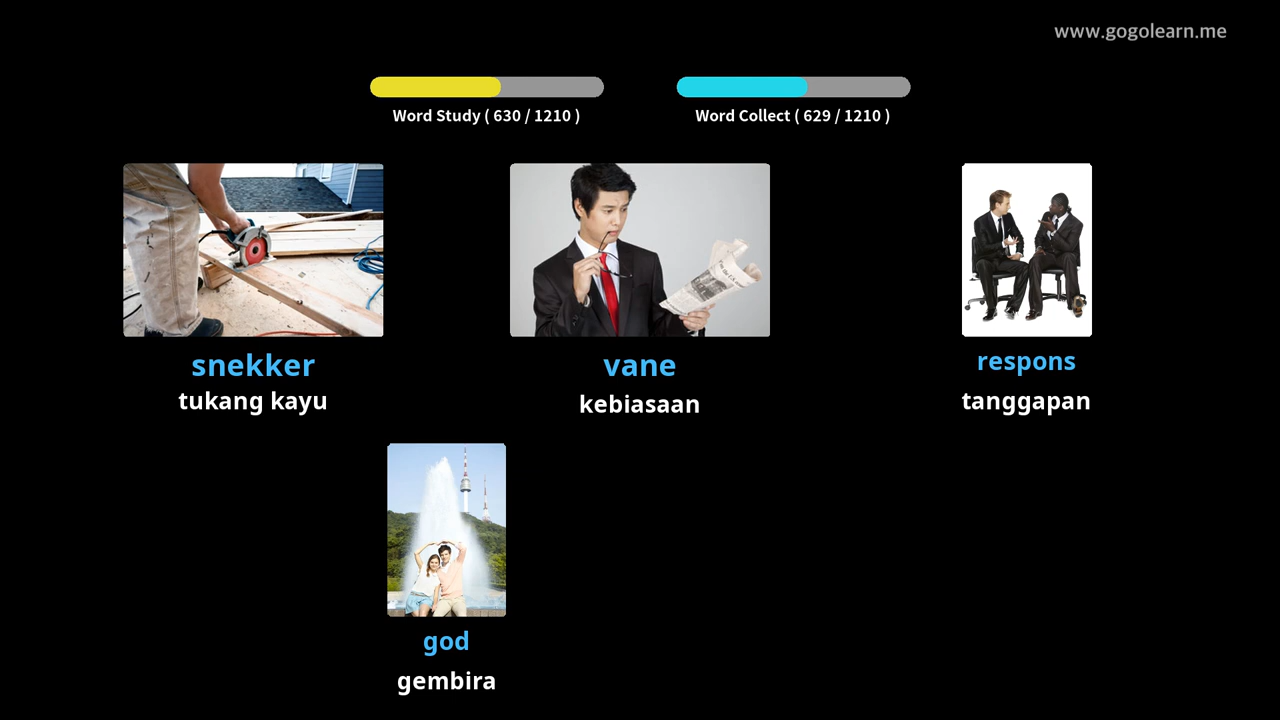 www.gogolearn.me
Word Study ( 630 / 1210 )
Word Collect ( 629 / 1210 )
snekker
tukang kayu
vane
kebiasaan
respons
tanggapan
god
gembira